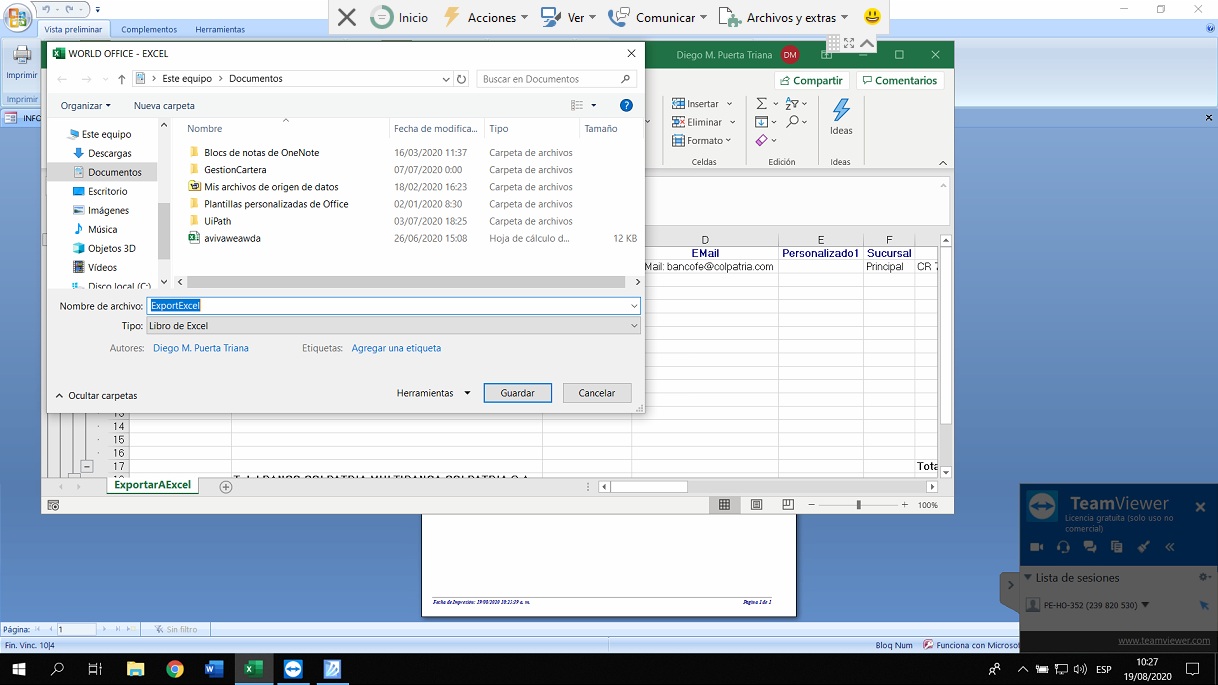 Inicio
Acciones
Ver
Comunicar
Archivos y extras
Vista preliminar
Complementos
Herramientas
Imprimir
Imprimir
INFO
WORLD OFFICE - EXCEL
Diego M. Puerta Triana
DM
Este equipo
Documentos
Buscar en Documentos
Compartir
Comentarios
Organizar
Nueva carpeta
Insertar
Eliminar
Formato
Celdas
Edición
Ideas
Ideas
Nombre
Fecha de modifica...
Tipo
Tamaño
Este equipo
Descargas
Documentos
Escritorio
Imágenes
Música
Objetos 3D
Vídeos
Disco local (C:)
Blocs de notas de OneNote 16/03/2020 11:37 Carpeta de archivos
GestionCartera 07/07/2020 0:00 Carpeta de archivos
Mis archivos de origen de datos 18/02/2020 16:23 Carpeta de archivos
Plantillas personalizadas de Office 02/01/2020 8:30 Carpeta de archivos
UiPath 03/07/2020 18:25 Carpeta de archivos
avivaweawda 26/06/2020 15:08 Hoja de cálculo d... 12 KB
Nombre de archivo: ExportExcel
Tipo: Libro de Excel
Autores: Diego M. Puerta Triana Etiquetas: Agregar una etiqueta
Ocultar carpetas
Herramientas
Guardar
Cancelar
D E F
EMail Personalizado1 Sucursal
Mail: bancofe@colpatria.com Principal CR 7
13
14
15
16
17 Tota
ExportarAExcel
100%
Fecha de Impresión: 19/08/2020 10:25:39 a. m.
Página 1 de 1
TeamViewer
Licencia gratuita (solo uso no
comercial)
Lista de sesiones
PE-HO-352 (239 820 530)
www.teamviewer.com
Página: 1
Sin filtro
Fin. Vinc. 10|4
Bloq Num
Funciona con Microsof
ESP
10:27
19/08/2020